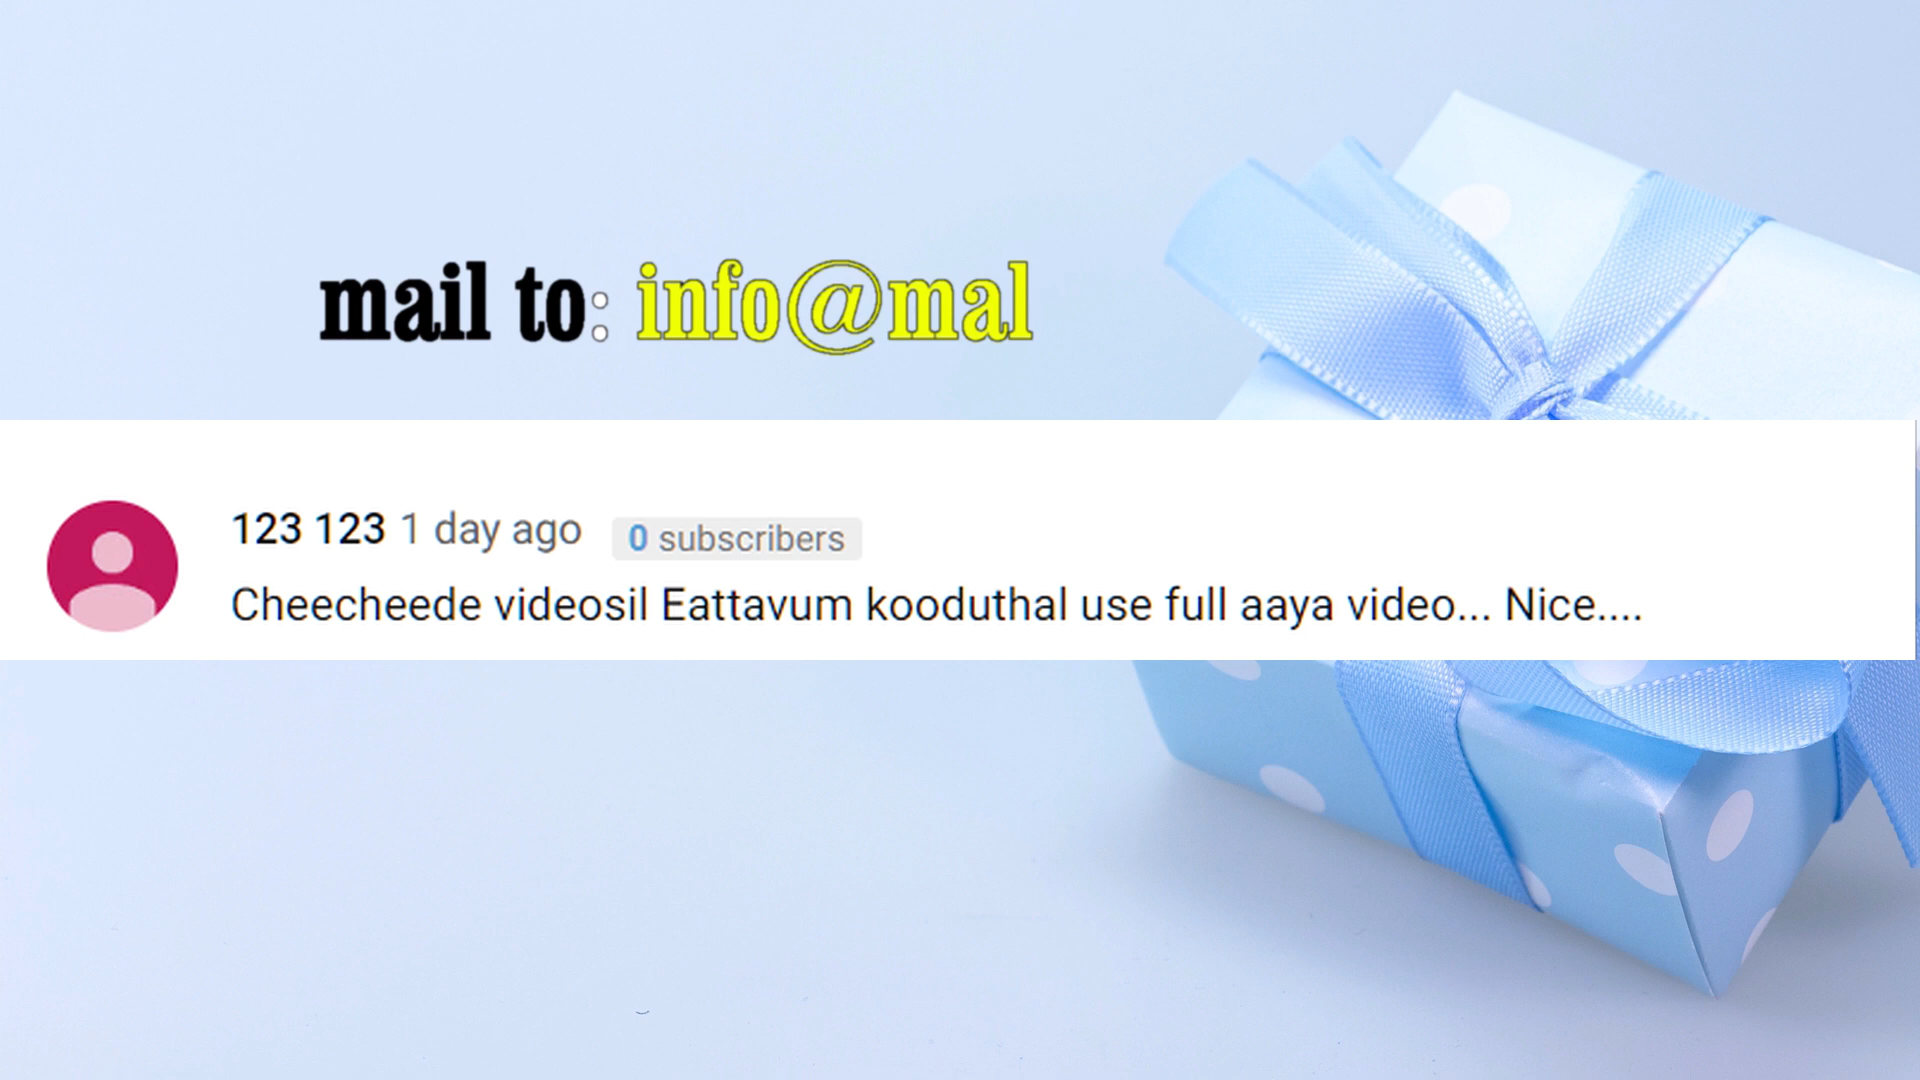 mail to: info@mal
123 123 1 day ago 0 subscribers
Cheecheede videosil Eattavum kooduthal use full aaya video... Nice....